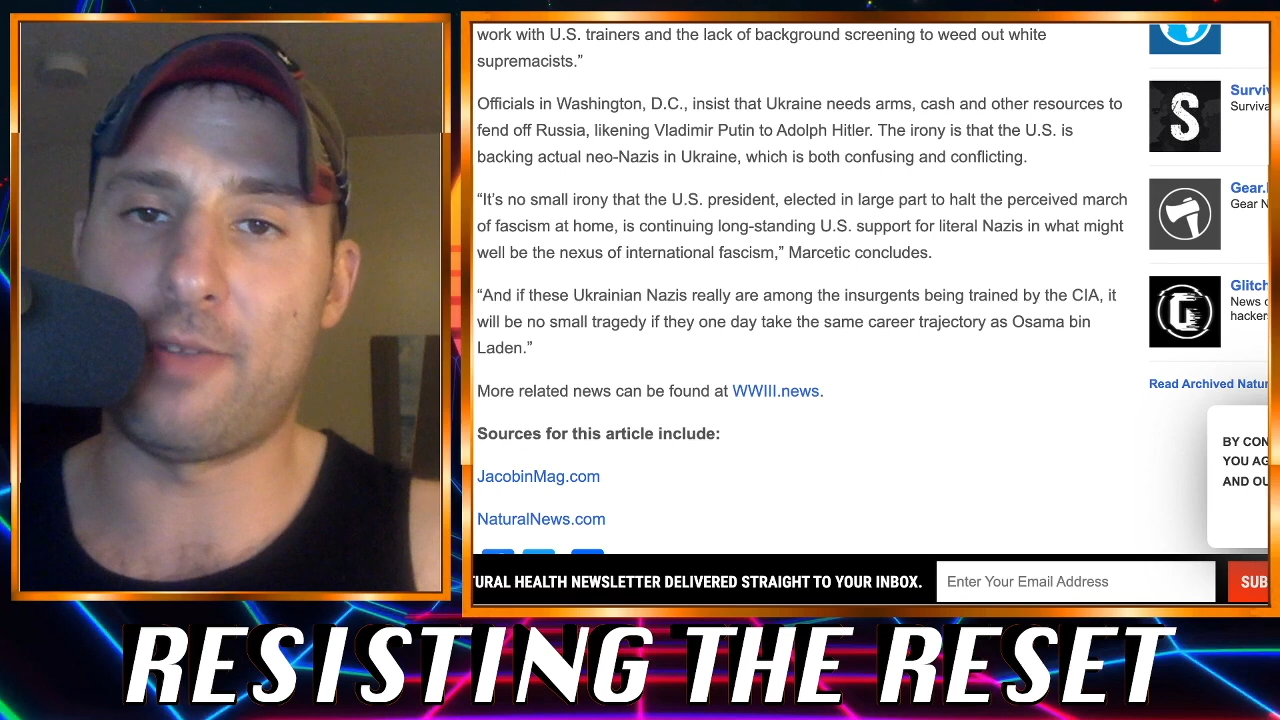 work with U.S. trainers and the lack of background screening to weed out white
supremacists.”
Officials in Washington, D.C., insist that Ukraine needs arms, cash and other resources to
fend off Russia, likening Vladimir Putin to Adolph Hitler. The irony is that the U.S. is
backing actual neo-Nazis in Ukraine, which is both confusing and conflicting.
“It’s no small irony that the U.S. president, elected in large part to halt the perceived march
of fascism at home, is continuing long-standing U.S. support for literal Nazis in what might
well be the nexus of international fascism,” Marcetic concludes.
“And if these Ukrainian Nazis really are among the insurgents being trained by the CIA, it
will be no small tragedy if they one day take the same career trajectory as Osama bin
Laden.”
More related news can be found at WWIII.news.
Sources for this article include:
JacobinMag.com
NaturalNews.com
S
Surviv
Surviva
Gear.
Gear N
G
Glitch
News o
hacker
Read Archived Natur
BY CON
YOU AG
AND OU
TURAL HEALTH NEWSLETTER DELIVERED STRAIGHT TO YOUR INBOX.
Enter Your Email Address
SUB
RESISTING THE RESET